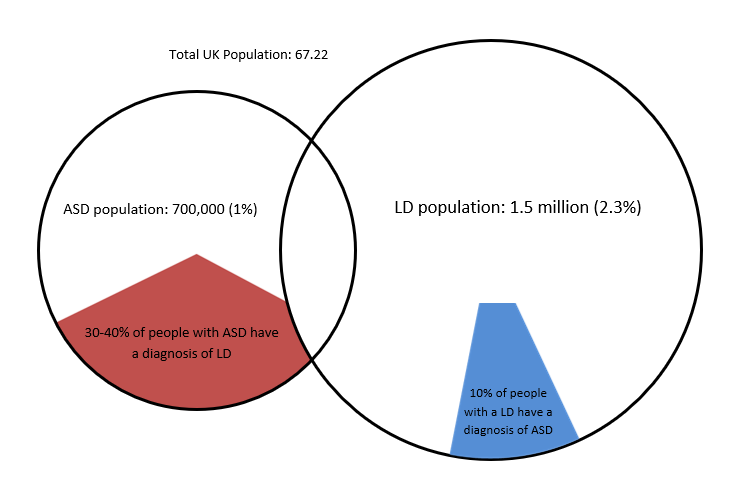 Total UK Population: 67.22
ASD population: 700,000 (1%)
LD population: 1.5 million (2.3%)
30-40% of people with ASD have
a diagnosis of LD
10% of people
with a LD have a
diagnosis of ASD